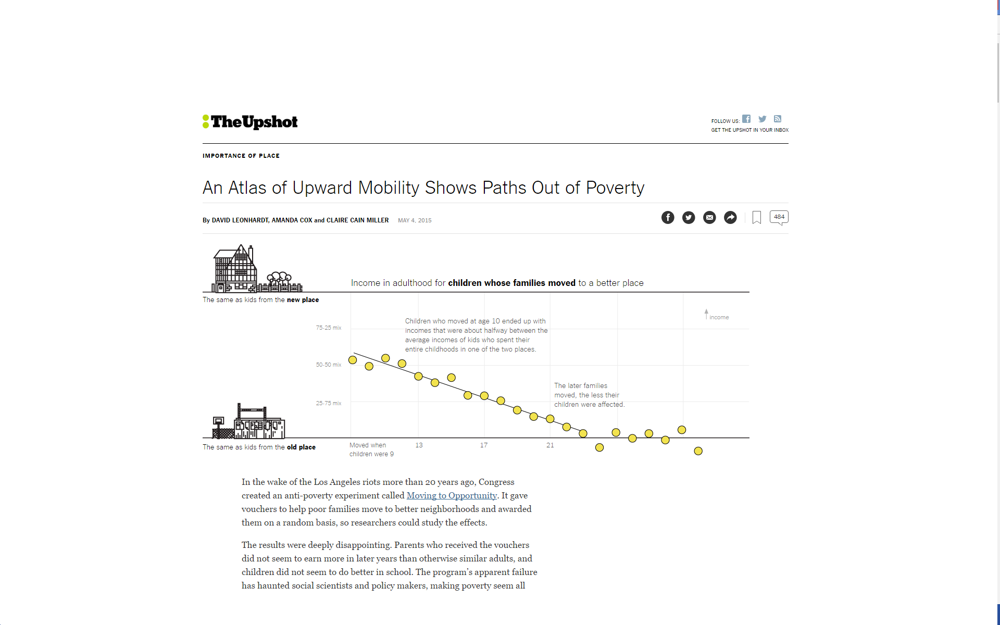 TheUpshot
FOLLOW US:
GET THE UPSHOT IN YOUR INBOX
IMPORTANCE OF PLACE
An Atlas of Upward Mobility Shows Paths Out of Poverty
By DAVID LEONHARDT, AMANDA COX and CLAIRE CAIN MILLER MAY 4, 2015
484
Income in adulthood for children whose families moved to a better place
The same as kids from the new place
income
Children who moved at age 10 ended up with
incomes that were about halfway between the
average incomes of kids who spent their
entire childhoods in one of the two places.
75-25 mix
50-50 mix
The later families
moved, the less their
children were affected.
25-75 mix
The same as kids from the old place
Moved when
children were 9
13
17
21
In the wake of the Los Angeles riots more than 20 years ago, Congress
created an anti-poverty experiment called Moving to Opportunity. It gave
vouchers to help poor families move to better neighborhoods and awarded
them on a random basis, so researchers could study the effects.
The results were deeply disappointing. Parents who received the vouchers
did not seem to earn more in later years than otherwise similar adults, and
children did not seem to do better in school. The program’s apparent failure
has haunted social scientists and policy makers, making poverty seem all